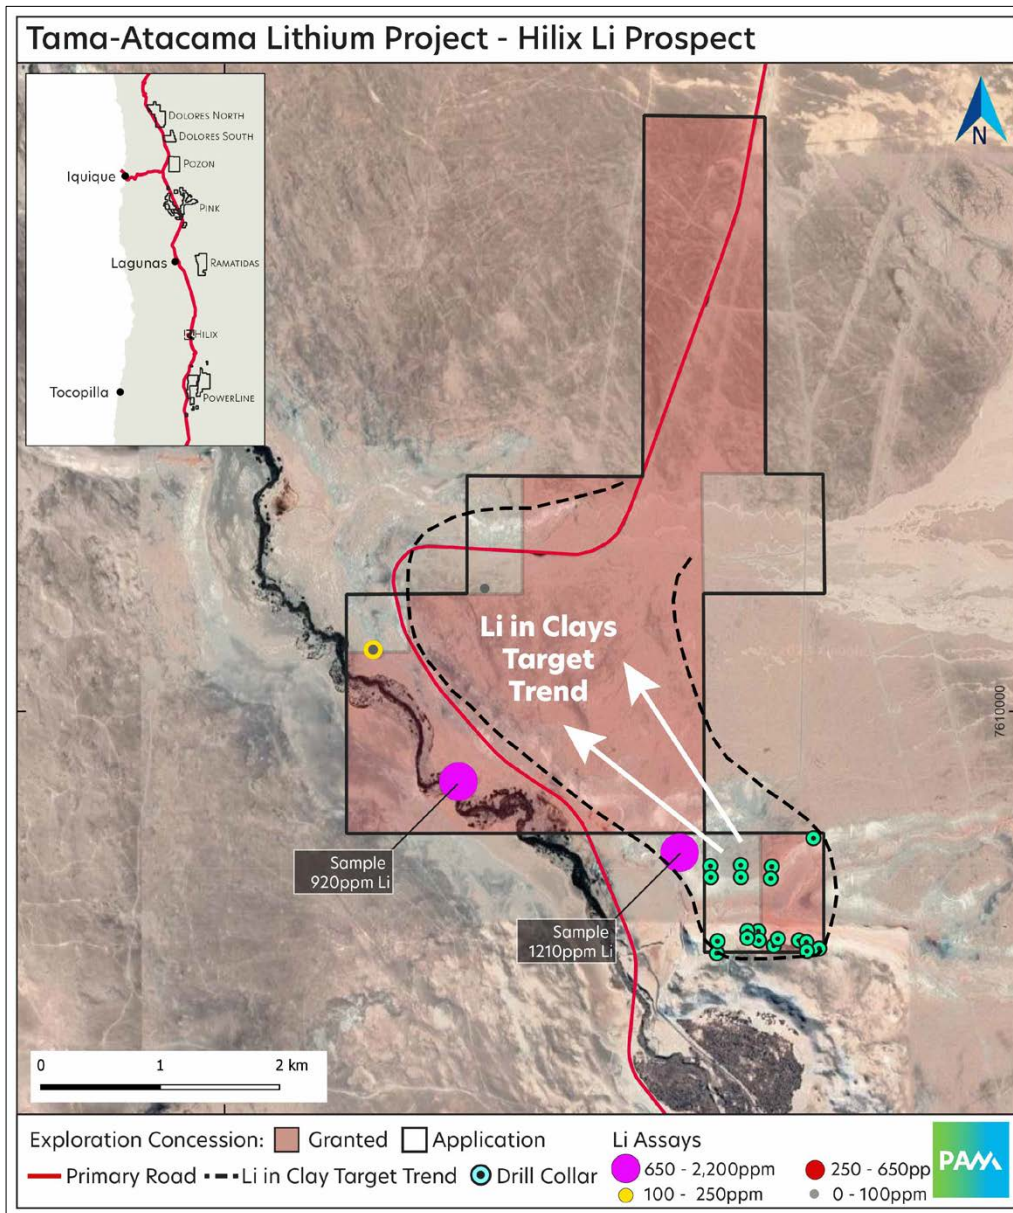 Tama-Atacama Lithium Project - Hilix Li Prospect
DOLORES NORTH
DOLORES SOUTH
POZON
Iquique
PINK
Lagunas
RAMATIDAS
HILIX
Tocopilla
POWERLINE
N
Li in Clays
Target
Trend
7610000
Sample
920ppm Li
Sample
1210ppm Li
0 1 2 km
Exploration Concession: Granted Application
Primary Road Li in Clay Target Trend Drill Collar
Li Assays
650 - 2,200ppm 250 - 650pp
100 - 250ppm 0 - 100ppm
PAM